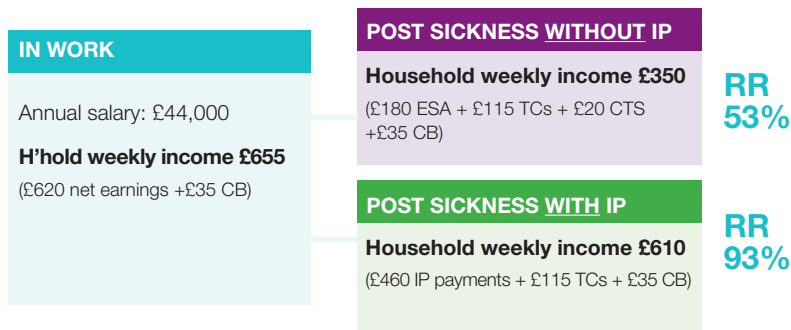 IN WORK
Annual salary: £44,000
H'hold weekly income £655
(£620 net earnings +£35 CB)
POST SICKNESS WITHOUT IP
Household weekly income £350
(£180 ESA + £115 TCs + £20 CTS
+£35 CB)
RR
53%
POST SICKNESS WITH IP
Household weekly income £610
(£460 IP payments + £115 TCs + £35 CB)
RR
93%